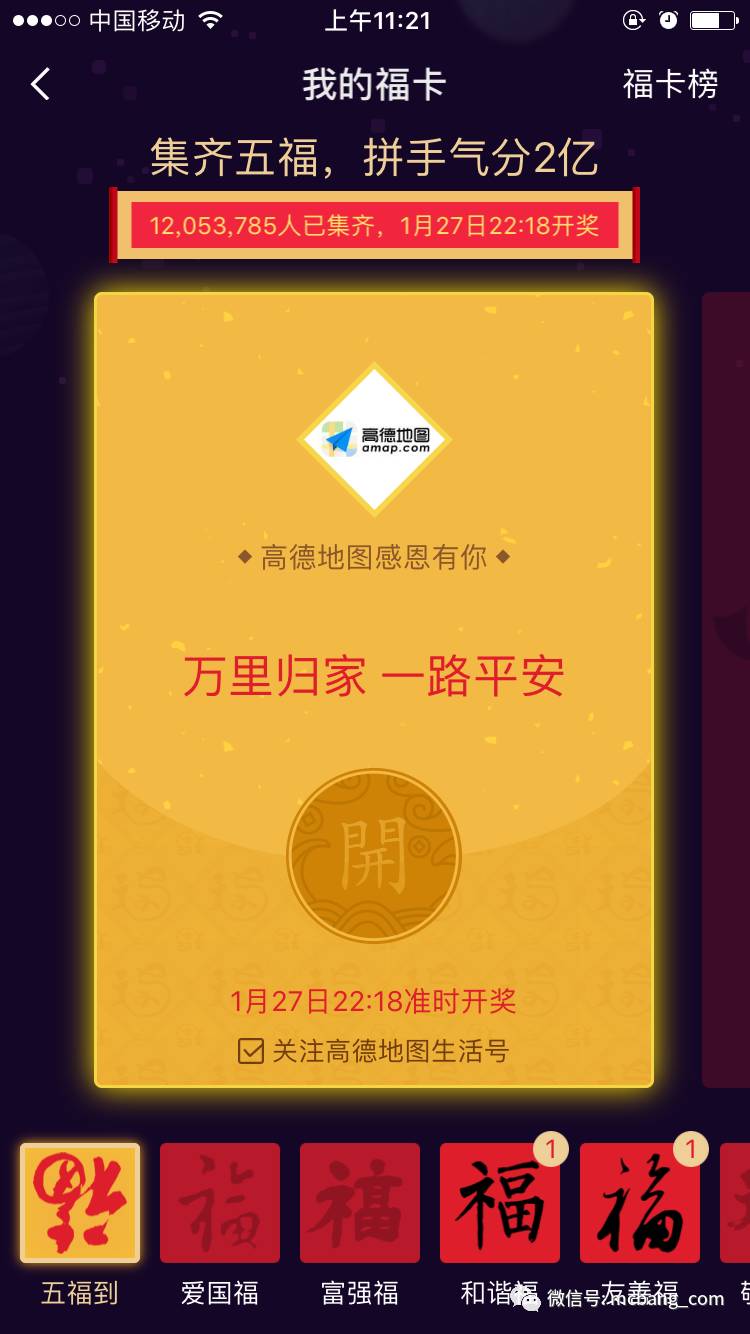 中国移动 上午11:21
我的福卡 福卡榜
集齐五福，拼手气分2亿
12,053,785人已集齐，1月27日22:18开奖
高德地图
amap.com
高德地图感恩有你
万里归家 一路平安
開
1月27日22:18准时开奖
关注高德地图生活号
福 福 福 福 1 福 1
五福到 爱国福 富强福 和谐福 友善福
微信号: mcbang_com